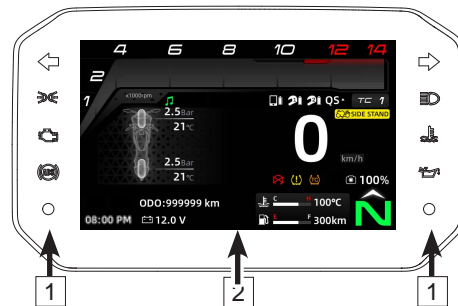 4 6 8 10 12 14
2
1
x1000rpm
QS
TC 1
SIDE STAND
2.5Bar
21°C
0
km/h
2.5Bar
21°C
100%
ABS
ODO:999999 km
C H 100°C
N
08:00 PM 12.0 V
E F 300km
1 2 1